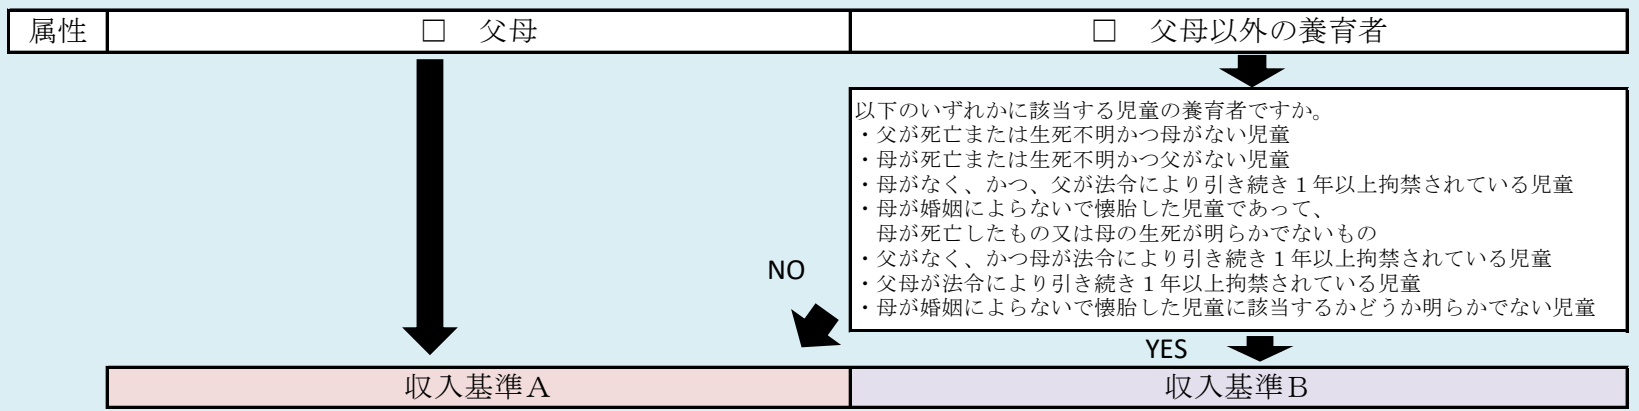 属性
□ 父母
□ 父母以外の養育者
以下のいずれかに該当する児童の養育者ですか。
・父が死亡または生死不明かつ母がない児童
・母が死亡または生死不明かつ父がない児童
・母がなく、かつ、父が法令により引き続き１年以上拘禁されている児童
・母が婚姻によらないで懐胎した児童であって、
母が死亡したもの又は母の生死が明らかでないもの
・父がなく、かつ母が法令により引き続き１年以上拘禁されている児童
・父母が法令により引き続き１年以上拘禁されている児童
・母が婚姻によらないで懐胎した児童に該当するかどうか明らかでない児童
NO
YES
収入基準Ａ
収入基準Ｂ